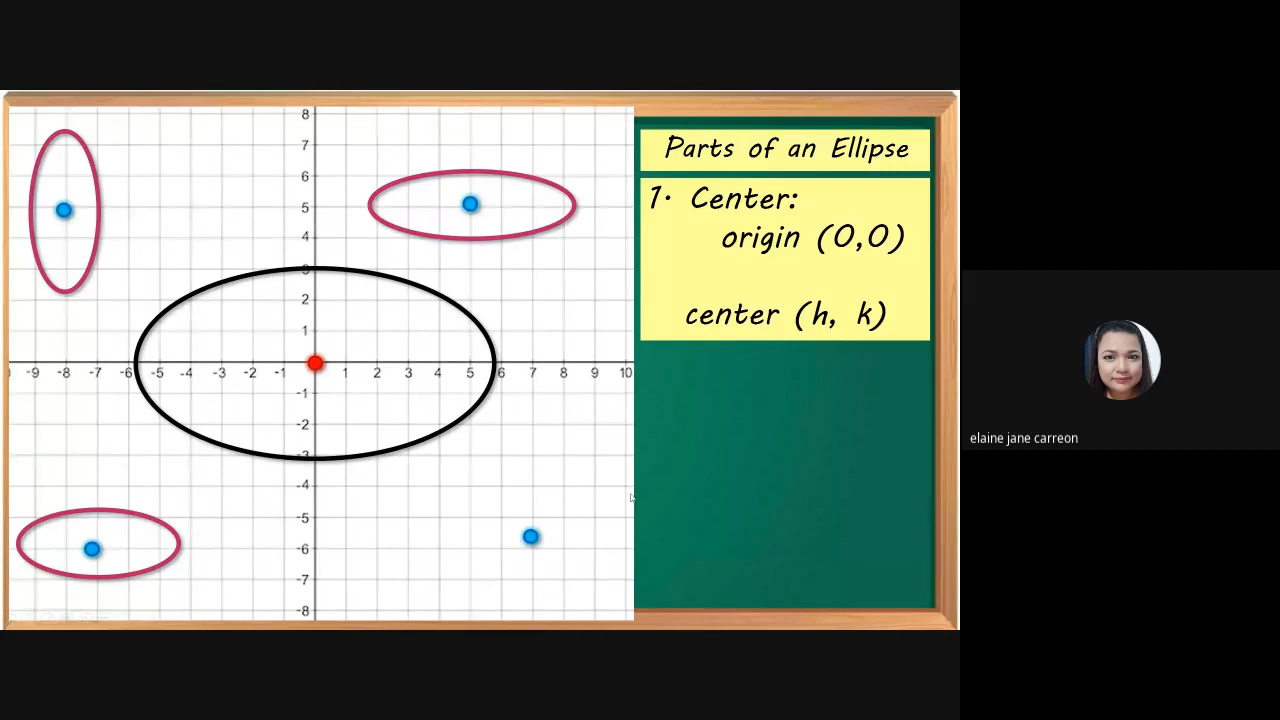 8
7
6
5
4
3
2
1
-9 -8 -7 -6 -5 -4 -3 -2 -1 1 2 3 4 5 6 7 8 9 10
-1
-2
-3
-4
-5
-6
-7
-8
Parts of an Ellipse
1. Center:
origin (0,0)
center (h, k)
elaine jane carreon